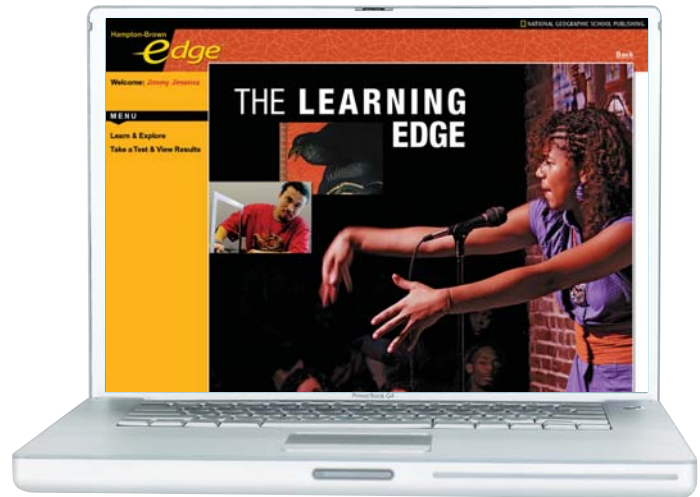 NATIONAL GEOGRAPHIC SCHOOL PUBLISHING
Hampton-Brown
edge
Back
Welcome: Jimmy Jimenez
MENU
Learn & Explore
Take a Test & View Results
THE LEARNING
EDGE
PowerBook G4